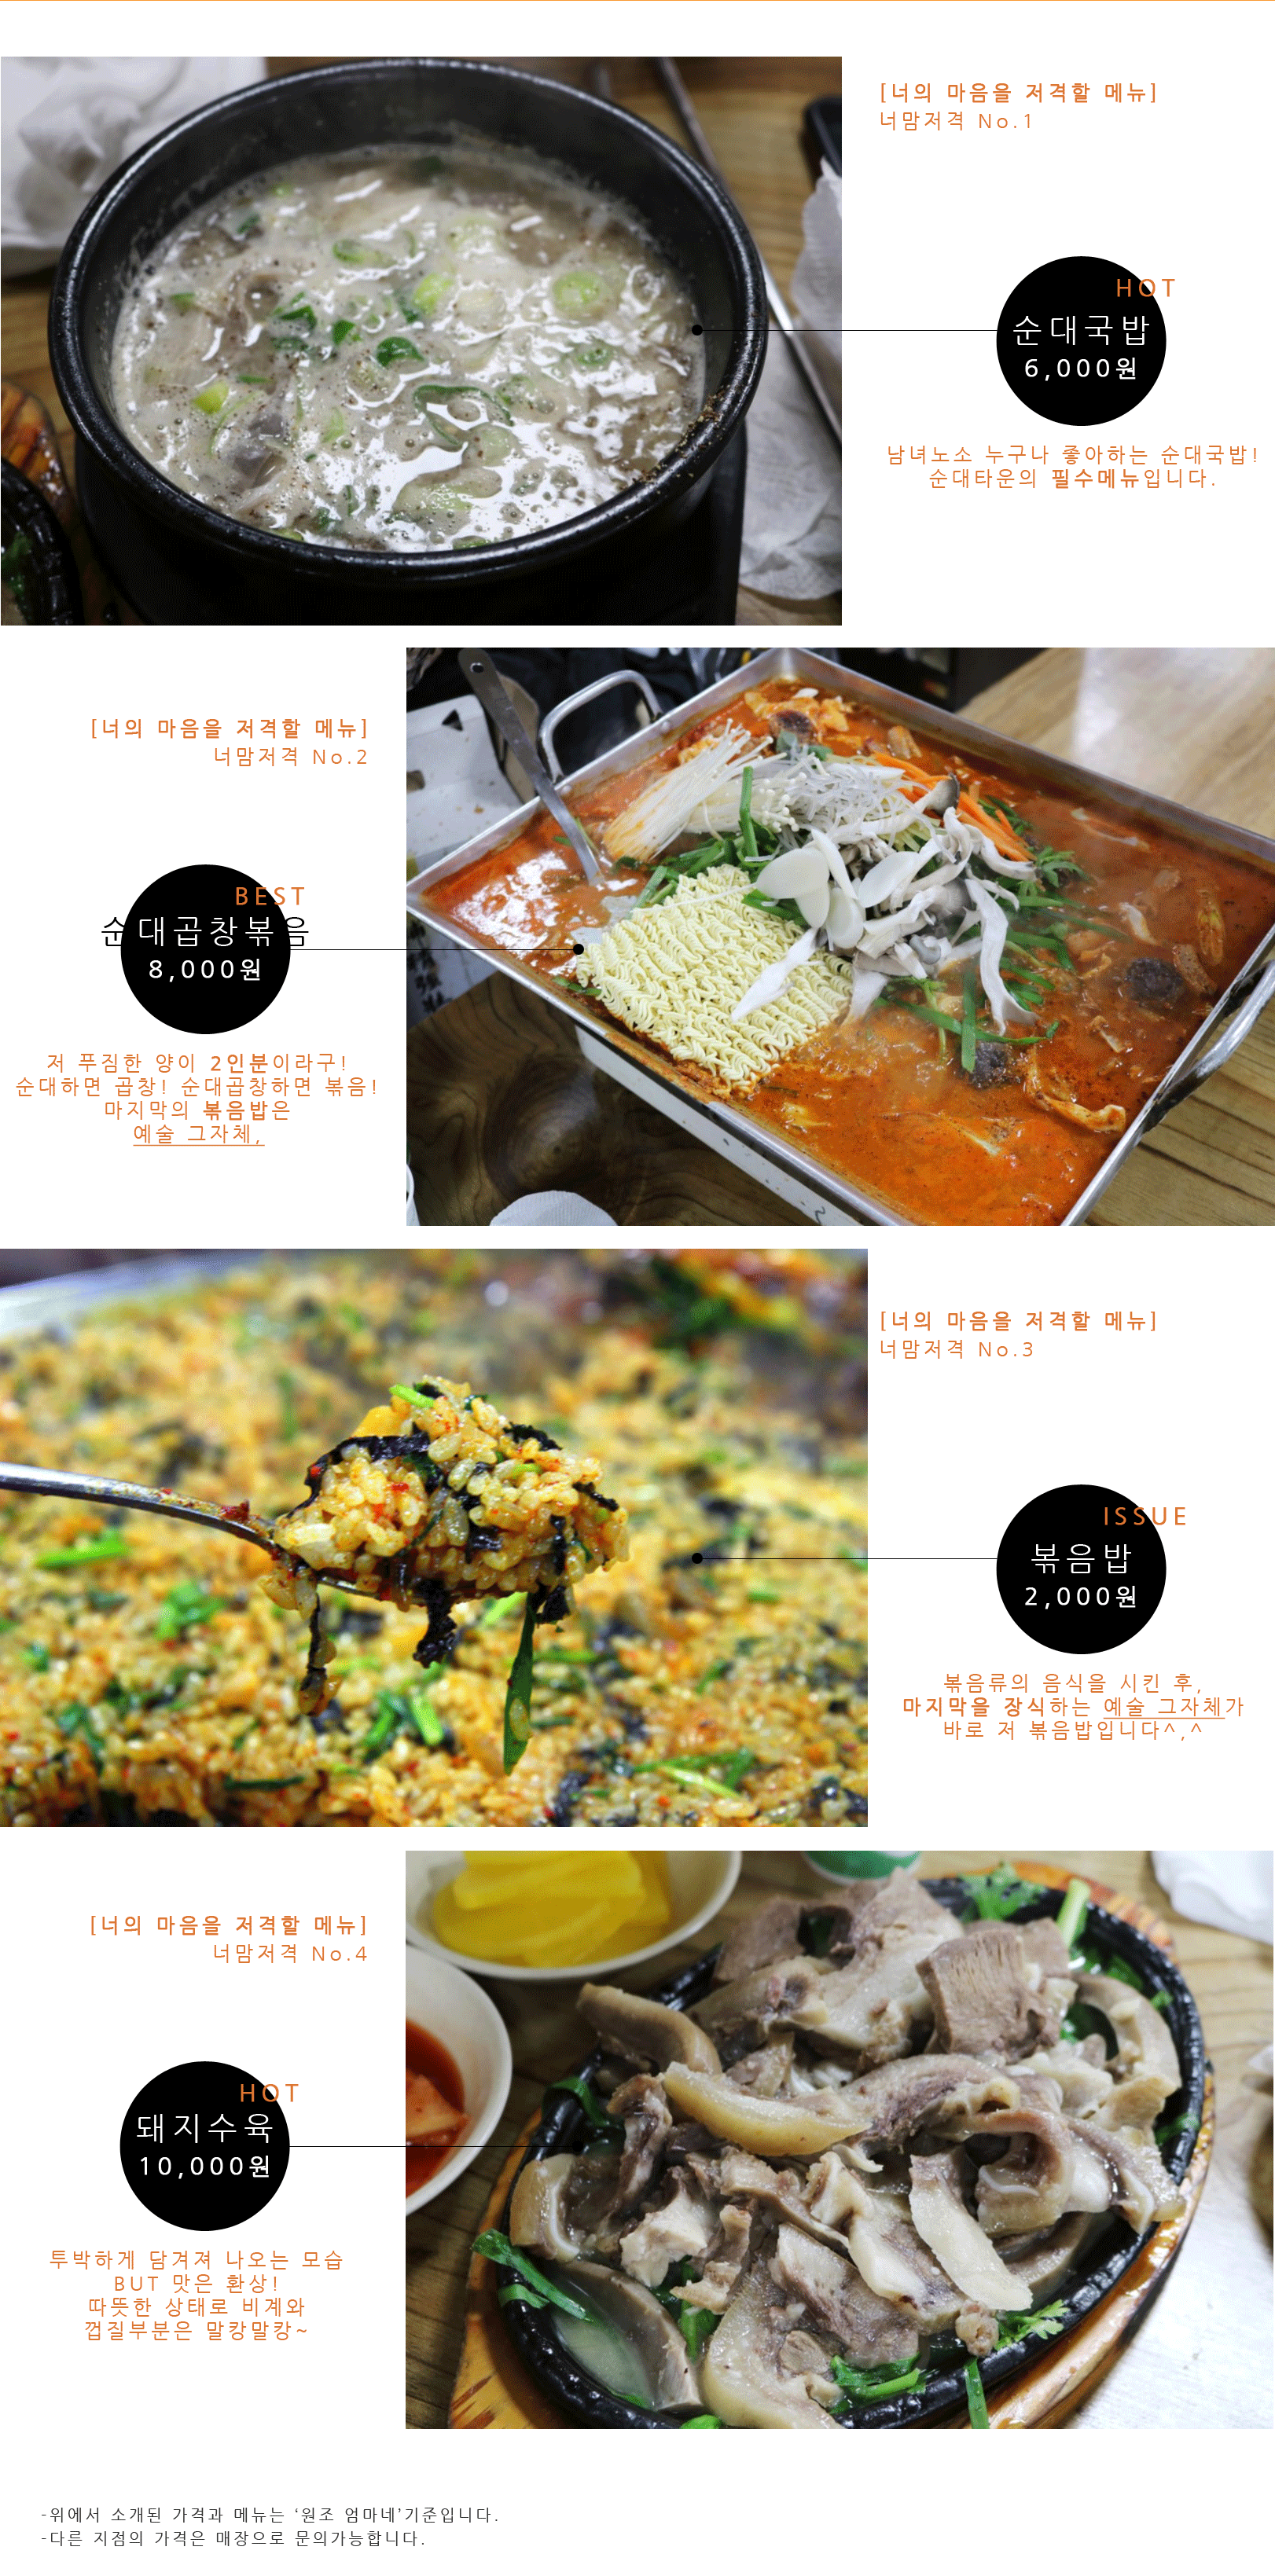 [너의 마음을 저격할 메뉴]
너맘저격 No.1
HOT
순대국밥
6,000원
남녀노소 누구나 좋아하는 순대국밥!
순대타운의 필수메뉴입니다.
[너의 마음을 저격할 메뉴]
너맘저격 No.2
BEST
순대곱창볶음
8,000원
저 푸짐한 양이 2인분이라구!
순대하면 곱창! 순대곱창하면 볶음!
마지막의 볶음밥은
예술 그자체,
[너의 마음을 저격할 메뉴]
너맘저격 No.3
ISSUE
볶음밥
2,000원
볶음류의 음식을 시킨 후,
마지막을 장식하는 예술 그자체가
바로 저 볶음밥입니다^,^
[너의 마음을 저격할 메뉴]
너맘저격 No.4
HOT
돼지수육
10,000원
투박하게 담겨져 나오는 모습
BUT 맛은 환상!
따뜻한 상태로 비계와
껍질부분은 말캉말캉~
-위에서 소개된 가격과 메뉴는 ‘원조 엄마네’기준입니다.
-다른 지점의 가격은 매장으로 문의가능합니다.